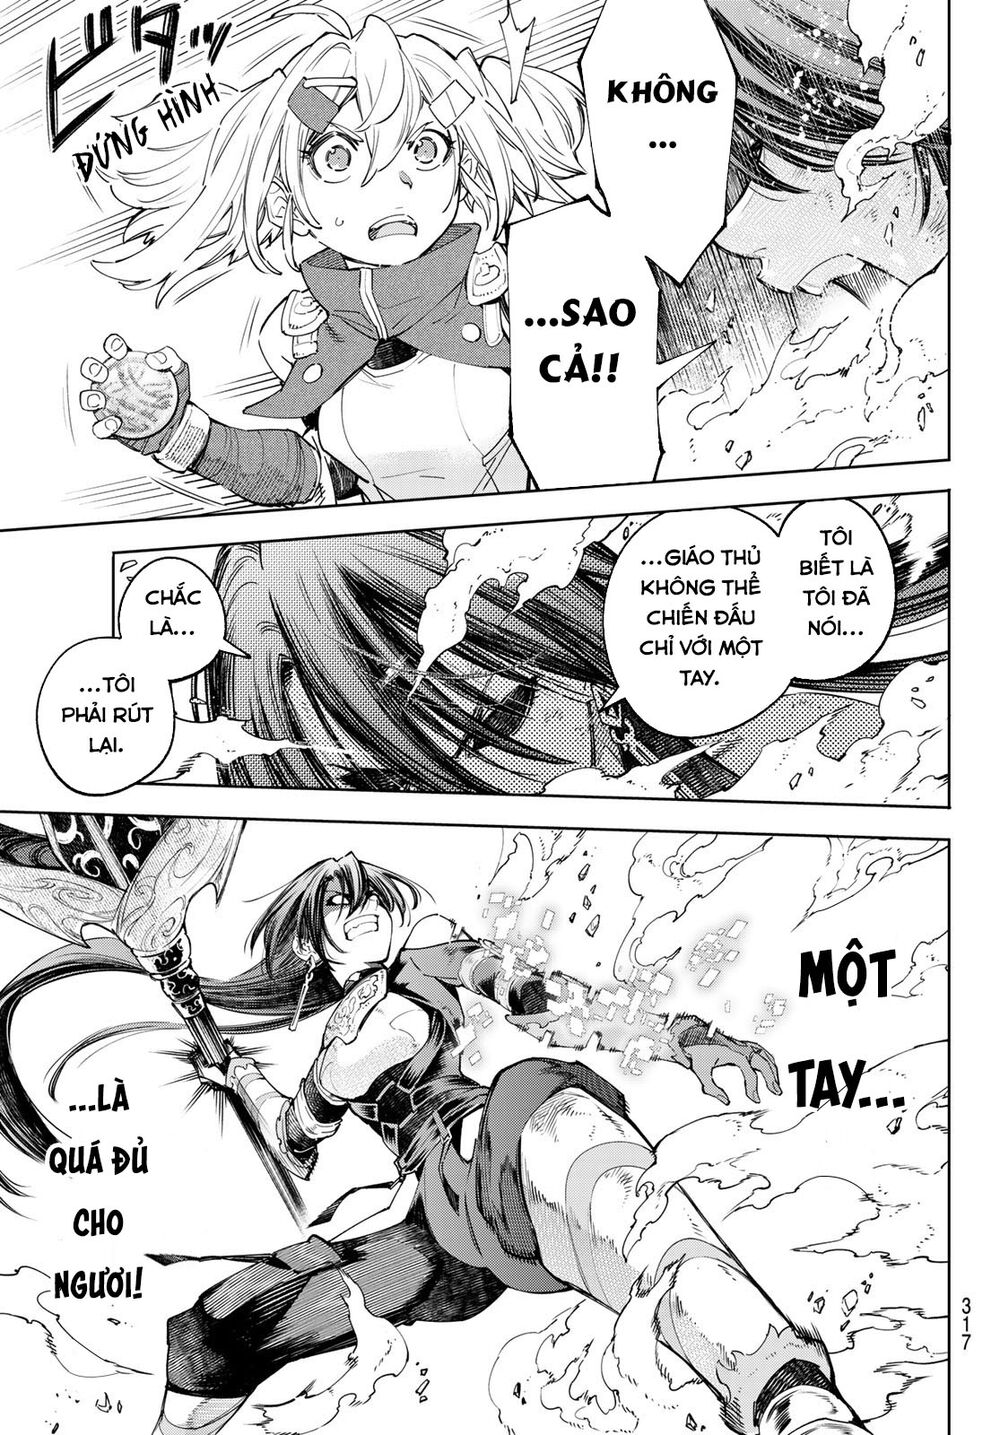 KHÔNG
...
...SAO
CẢ!!
ビタッ
ĐỨNG HÌNH
TÔI
BIẾT LÀ
TÔI ĐÃ
NÓI...
...GIÁO THỦ
KHÔNG THỂ
CHIẾN ĐẤU
CHỈ VỚI MỘT
TAY.
CHẮC
LÀ...
...TÔI
PHẢI RÚT
LẠI.
MỘT
TAY...
...LÀ
QUÁ ĐỦ
CHO
NGƯƠI!
317